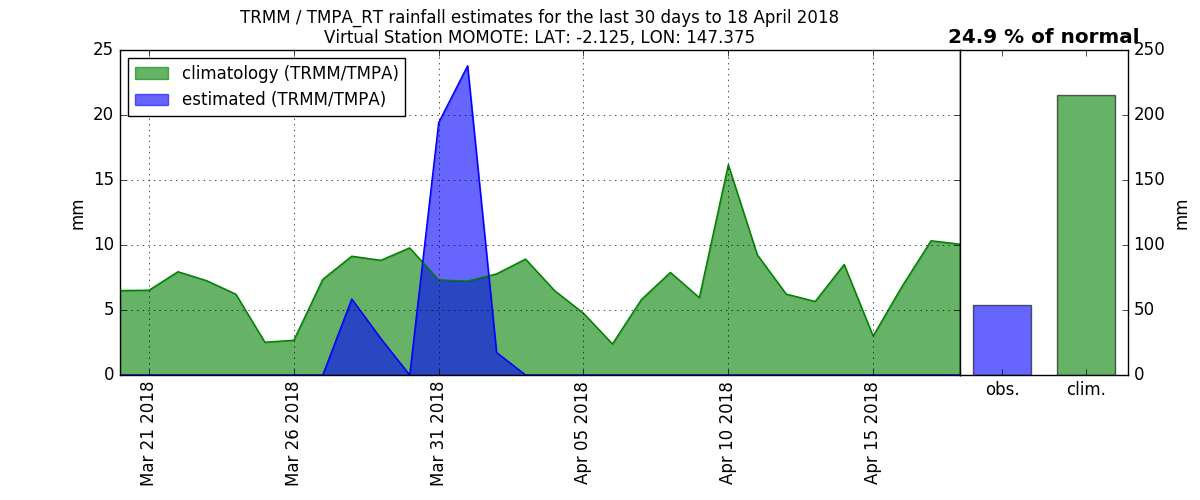 TRMM / TMPA_RT rainfall estimates for the last 30 days to 18 April 2018
Virtual Station MOMOTE: LAT: -2.125, LON: 147.375
24.9 % of normal
climatology (TRMM/TMPA)
estimated (TRMM/TMPA)
25
20
15
10
5
0
mm
250
200
150
100
50
0
mm
Mar 21 2018
Mar 26 2018
Mar 31 2018
Apr 05 2018
Apr 10 2018
Apr 15 2018
obs.
clim.